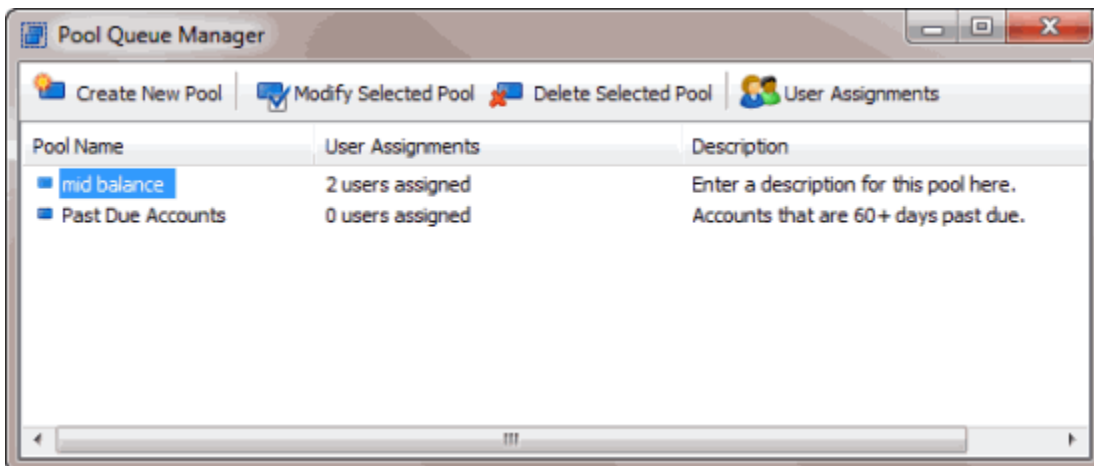 Pool Queue Manager
Create New Pool Modify Selected Pool Delete Selected Pool User Assignments
Pool Name User Assignments Description
mid balance 2 users assigned Enter a description for this pool here.
Past Due Accounts 0 users assigned Accounts that are 60+ days past due.